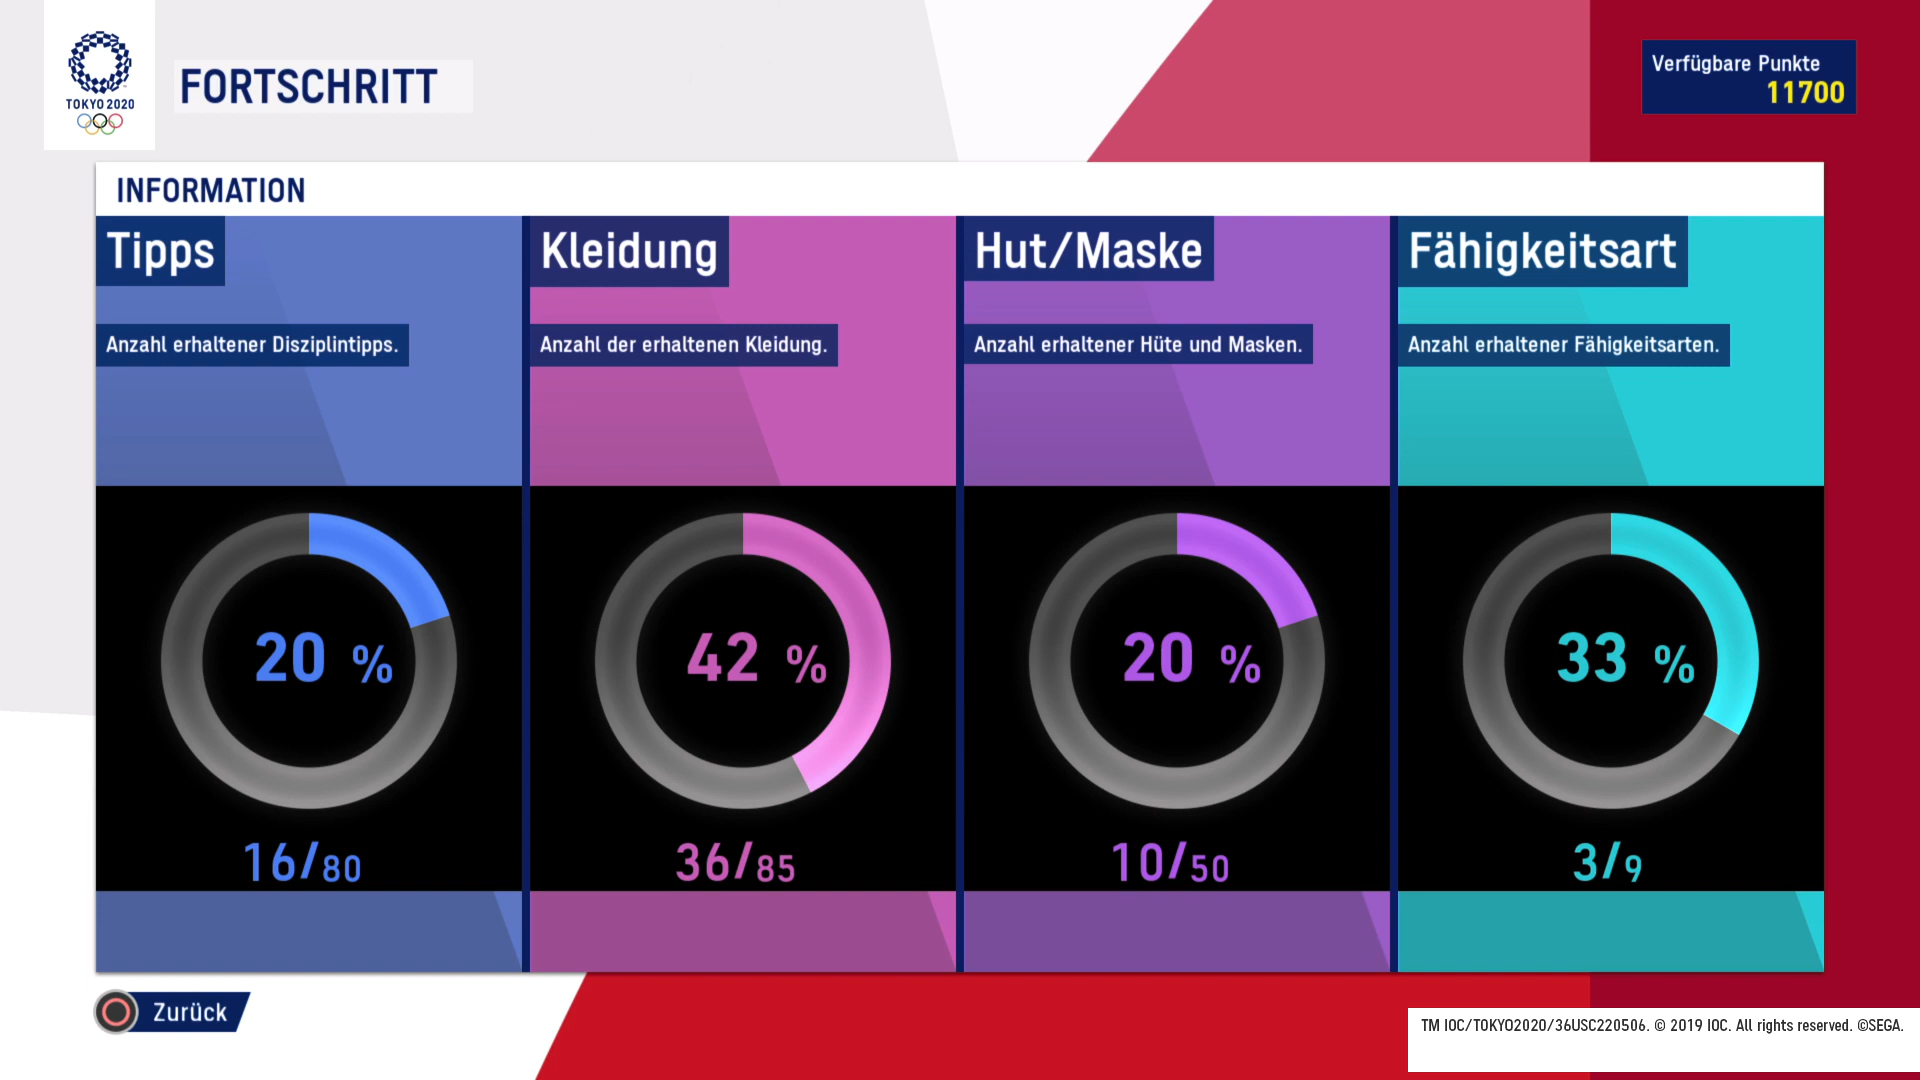 TOKYO 2020
FORTSCHRITT
Verfügbare Punkte
11700
INFORMATION
Tipps
Anzahl erhaltener Disziplintipps.
20 %
16/80
Kleidung
Anzahl der erhaltenen Kleidung.
42 %
36/85
Hut/Maske
Anzahl erhaltener Hüte und Masken.
20 %
10/50
Fähigkeitsart
Anzahl erhaltener Fähigkeitsarten.
33 %
3/9
Zurück
TM IOC/TOKYO2020/36USC220506. © 2019 IOC. All rights reserved. ©SEGA.